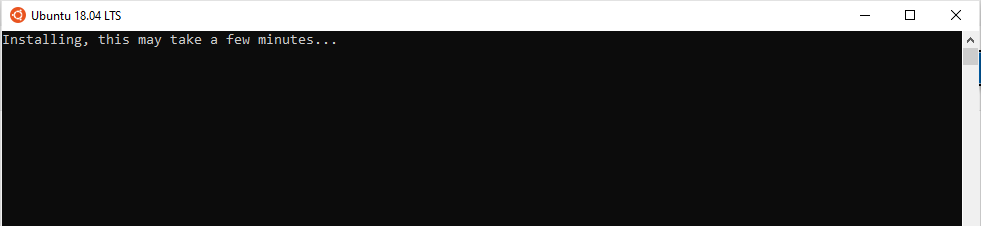 Ubuntu 18.04 LTS
Installing, this may take a few minutes...